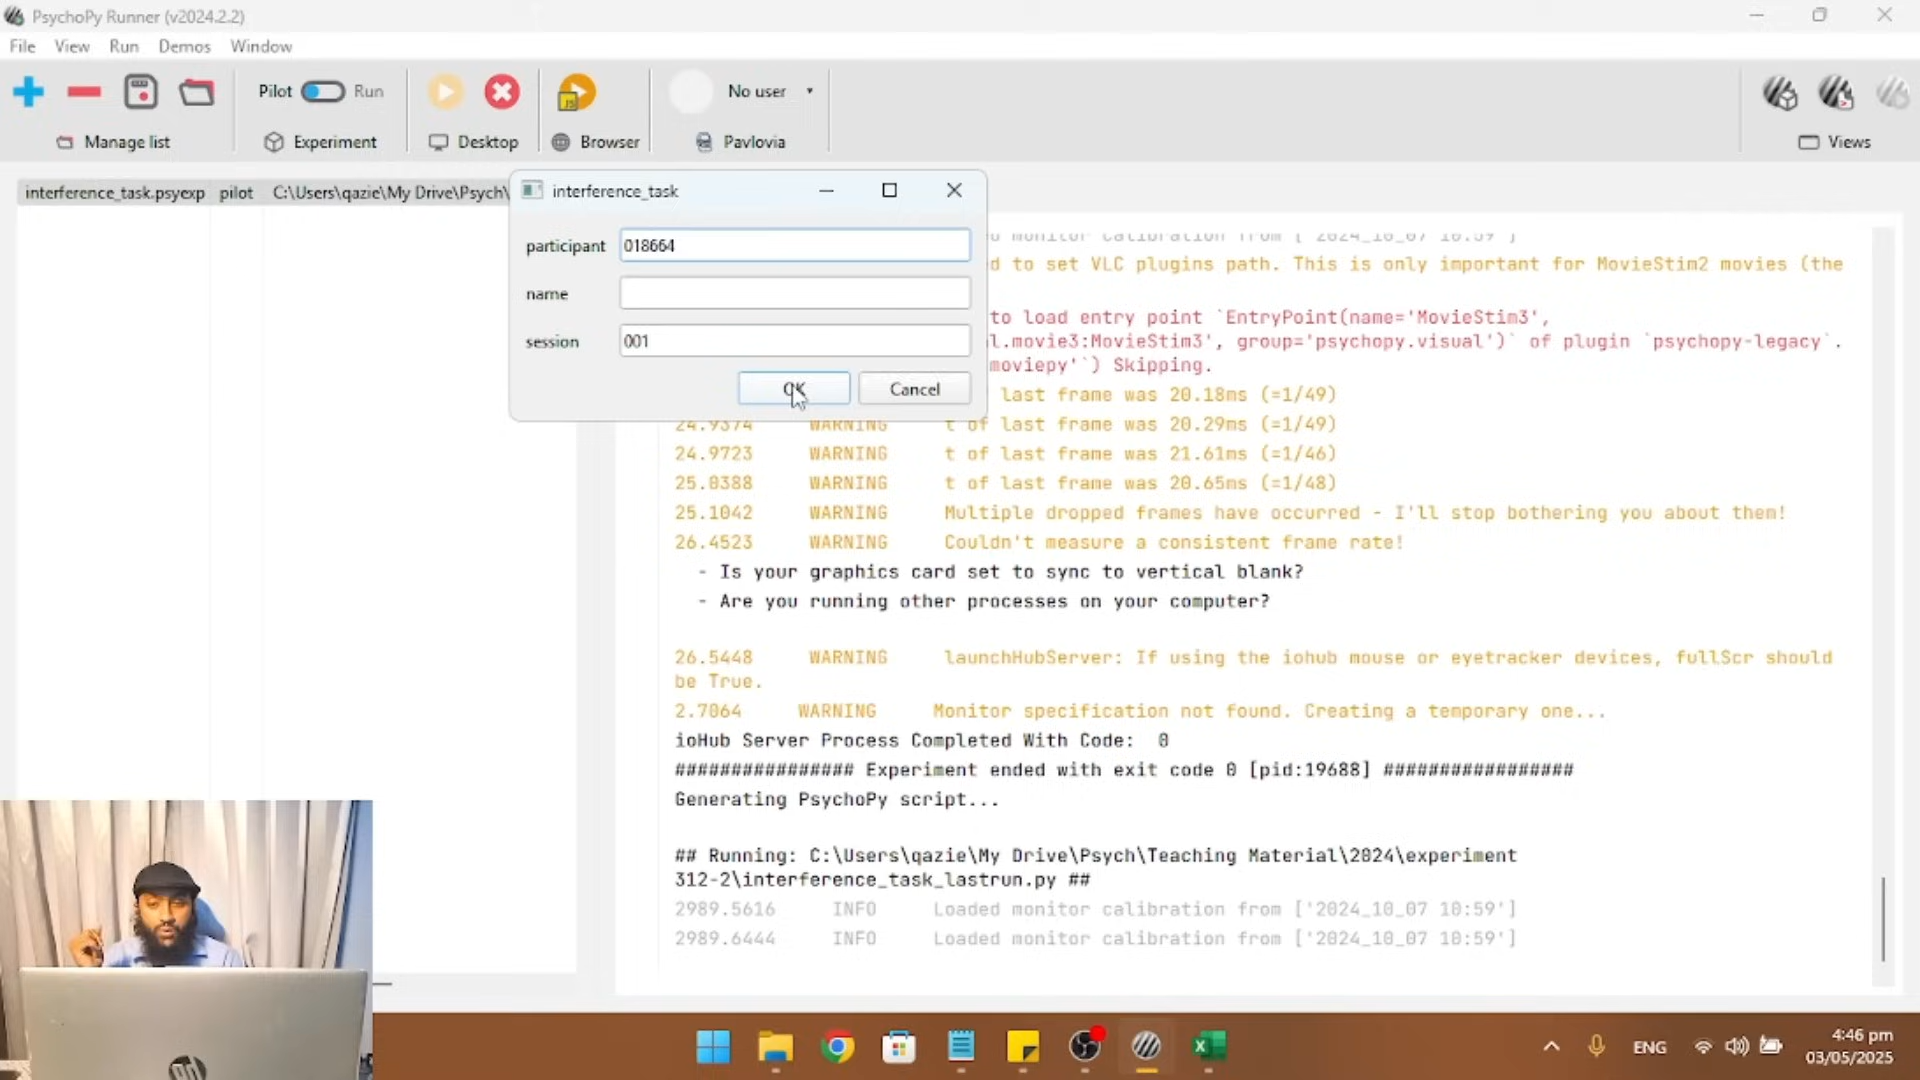 PsychoPy Runner (v2024.2.2)
File View Run Demos Window
Pilot Run
JS
No user
Manage list
Experiment
Desktop
Browser
Pavlovia
Views
interference_task.psyexp pilot C:\Users\qazie\My Drive\Psych\
interference_task
participant 018664
name
session 001
OK Cancel
d to set VLC plugins path. This is only important for MovieStim2 movies (the
to load entry point `EntryPoint(name='MovieStim3',
l.movie3:MovieStim3', group='psychopy.visual')` of plugin `psychopy-legacy`.
moviepy'`) Skipping.
last frame was 20.18ms (=1/49)
24.9374 WARNING t of last frame was 20.29ms (=1/49)
24.9723 WARNING t of last frame was 21.61ms (=1/46)
25.0388 WARNING t of last frame was 20.65ms (=1/48)
25.1042 WARNING Multiple dropped frames have occurred - I'll stop bothering you about them!
26.4523 WARNING Couldn't measure a consistent frame rate!
- Is your graphics card set to sync to vertical blank?
- Are you running other processes on your computer?
26.5448 WARNING launchHubServer: If using the iohub mouse or eyetracker devices, fullScr should
be True.
2.7064 WARNING Monitor specification not found. Creating a temporary one...
ioHub Server Process Completed With Code: 0
################ Experiment ended with exit code 0 [pid:19688] #################
Generating PsychoPy script...
## Running: C:\Users\qazie\My Drive\Psych\Teaching Material\2024\experiment
312-2\interference_task_lastrun.py ##
2989.5616 INFO Loaded monitor calibration from ['2024_10_07 10:59']
2989.6444 INFO Loaded monitor calibration from ['2024_10_07 10:59']
hp
ENG
4:46 pm
03/05/2025